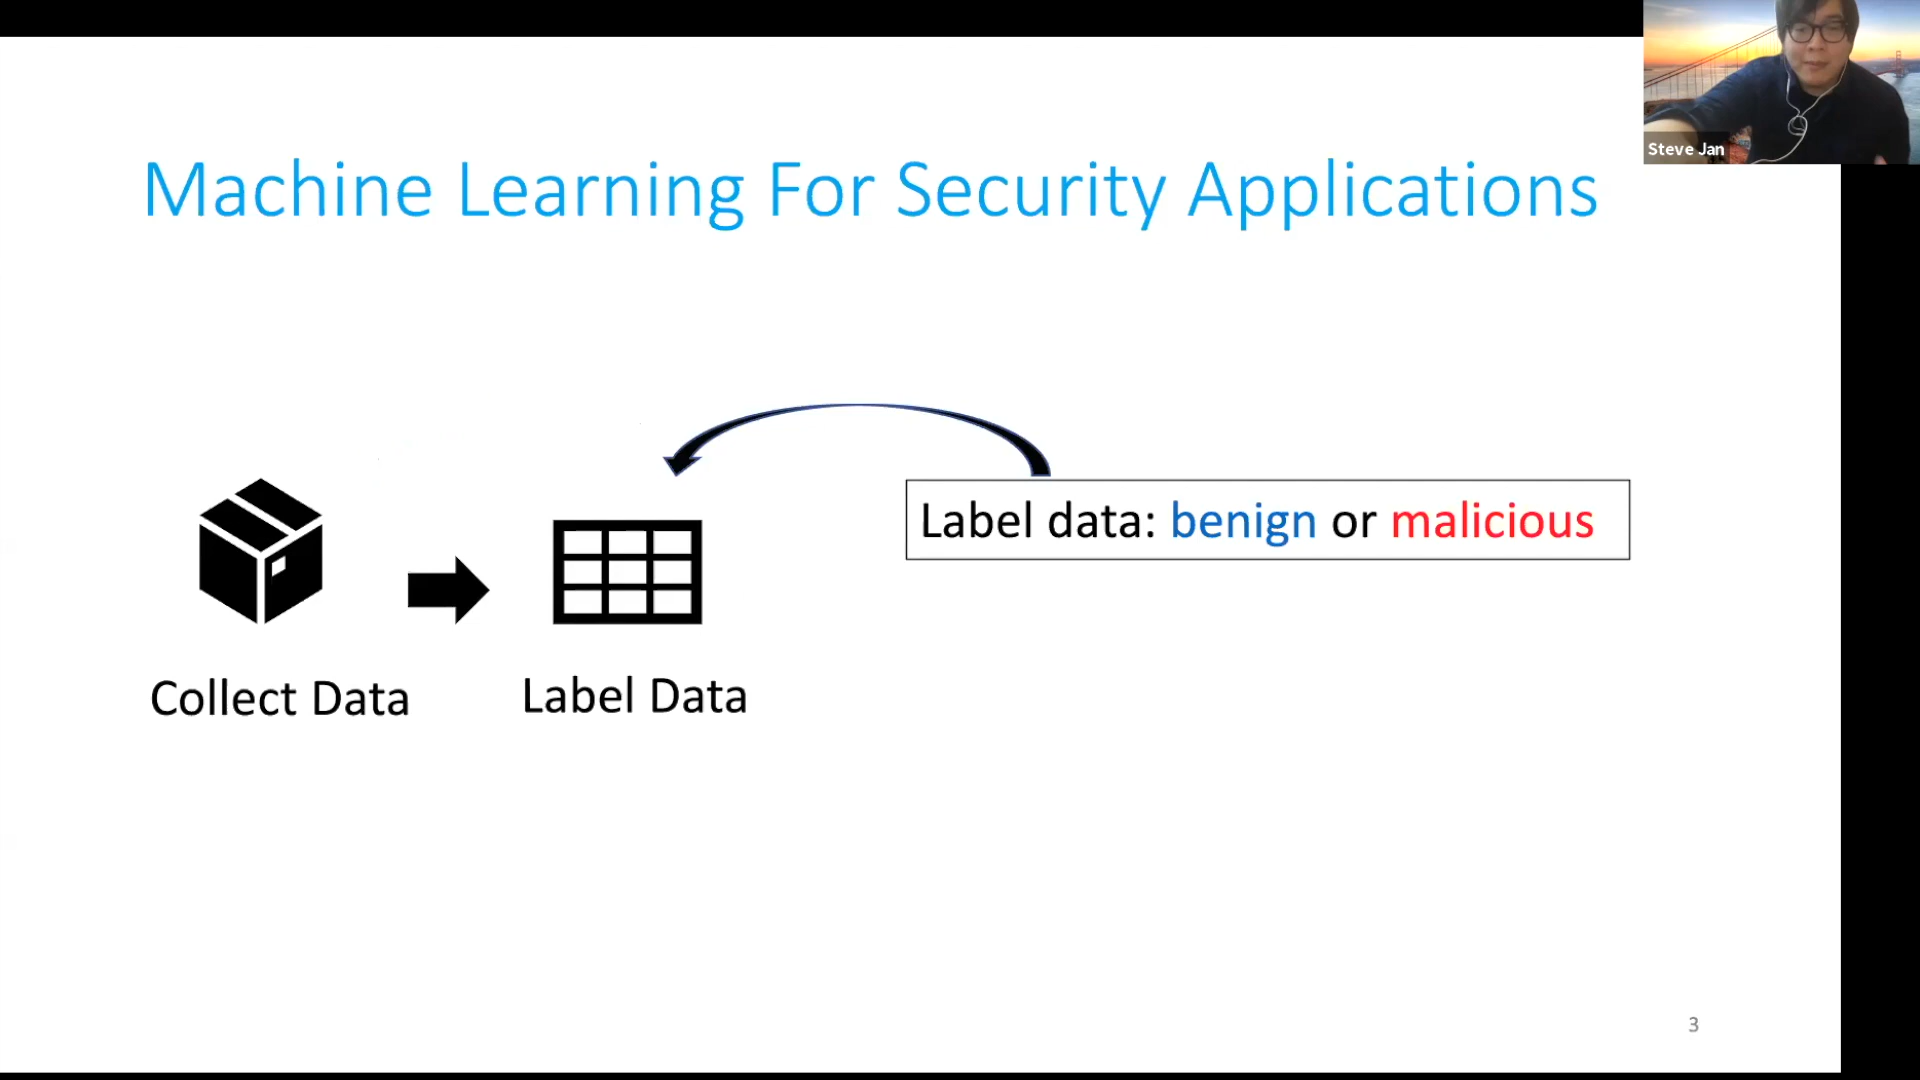 Steve Jan
Machine Learning For Security Applications
Label data: benign or malicious
Collect Data
Label Data
3